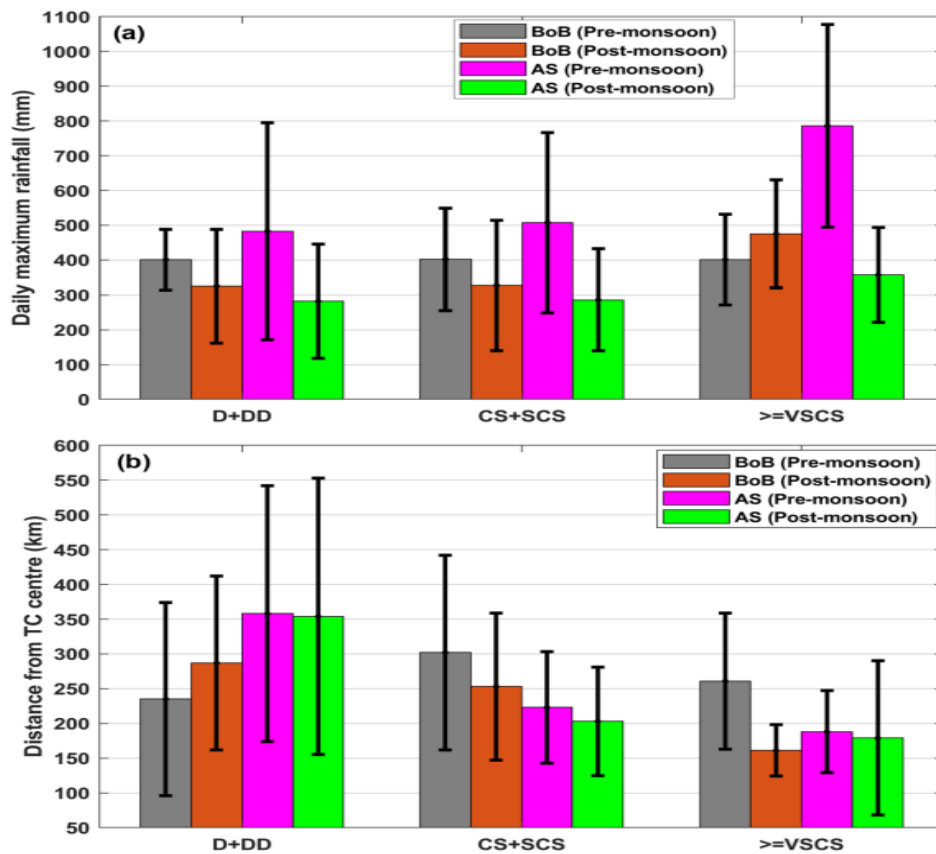 (a)
BoB (Pre-monsoon)
BoB (Post-monsoon)
AS (Pre-monsoon)
AS (Post-monsoon)
Daily maximum rainfall (mm)
1100
1000
900
800
700
600
500
400
300
200
100
0
D+DD CS+SCS >=VSCS
(b)
BoB (Pre-monsoon)
BoB (Post-monsoon)
AS (Pre-monsoon)
AS (Post-monsoon)
Distance from TC centre (km)
600
550
500
450
400
350
300
250
200
150
100
50
D+DD CS+SCS >=VSCS